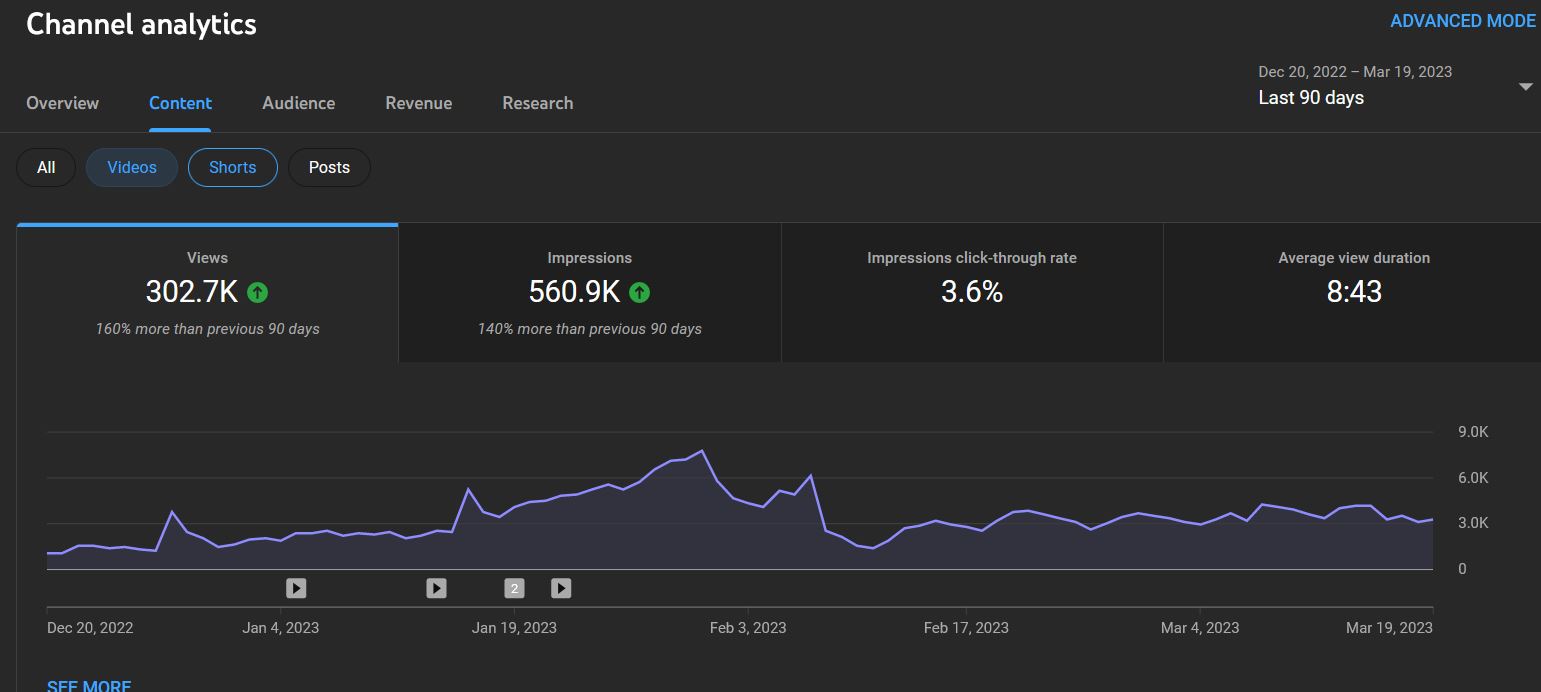 Channel analytics
ADVANCED MODE
Dec 20, 2022 – Mar 19, 2023
Last 90 days
Overview Content Audience Revenue Research
All Videos Shorts Posts
Views Impressions Impressions click-through rate Average view duration
302.7K 560.9K 3.6% 8:43
160% more than previous 90 days 140% more than previous 90 days
9.0K
6.0K
3.0K
0
2
Dec 20, 2022 Jan 4, 2023 Jan 19, 2023 Feb 3, 2023 Feb 17, 2023 Mar 4, 2023 Mar 19, 2023
SEE MORE